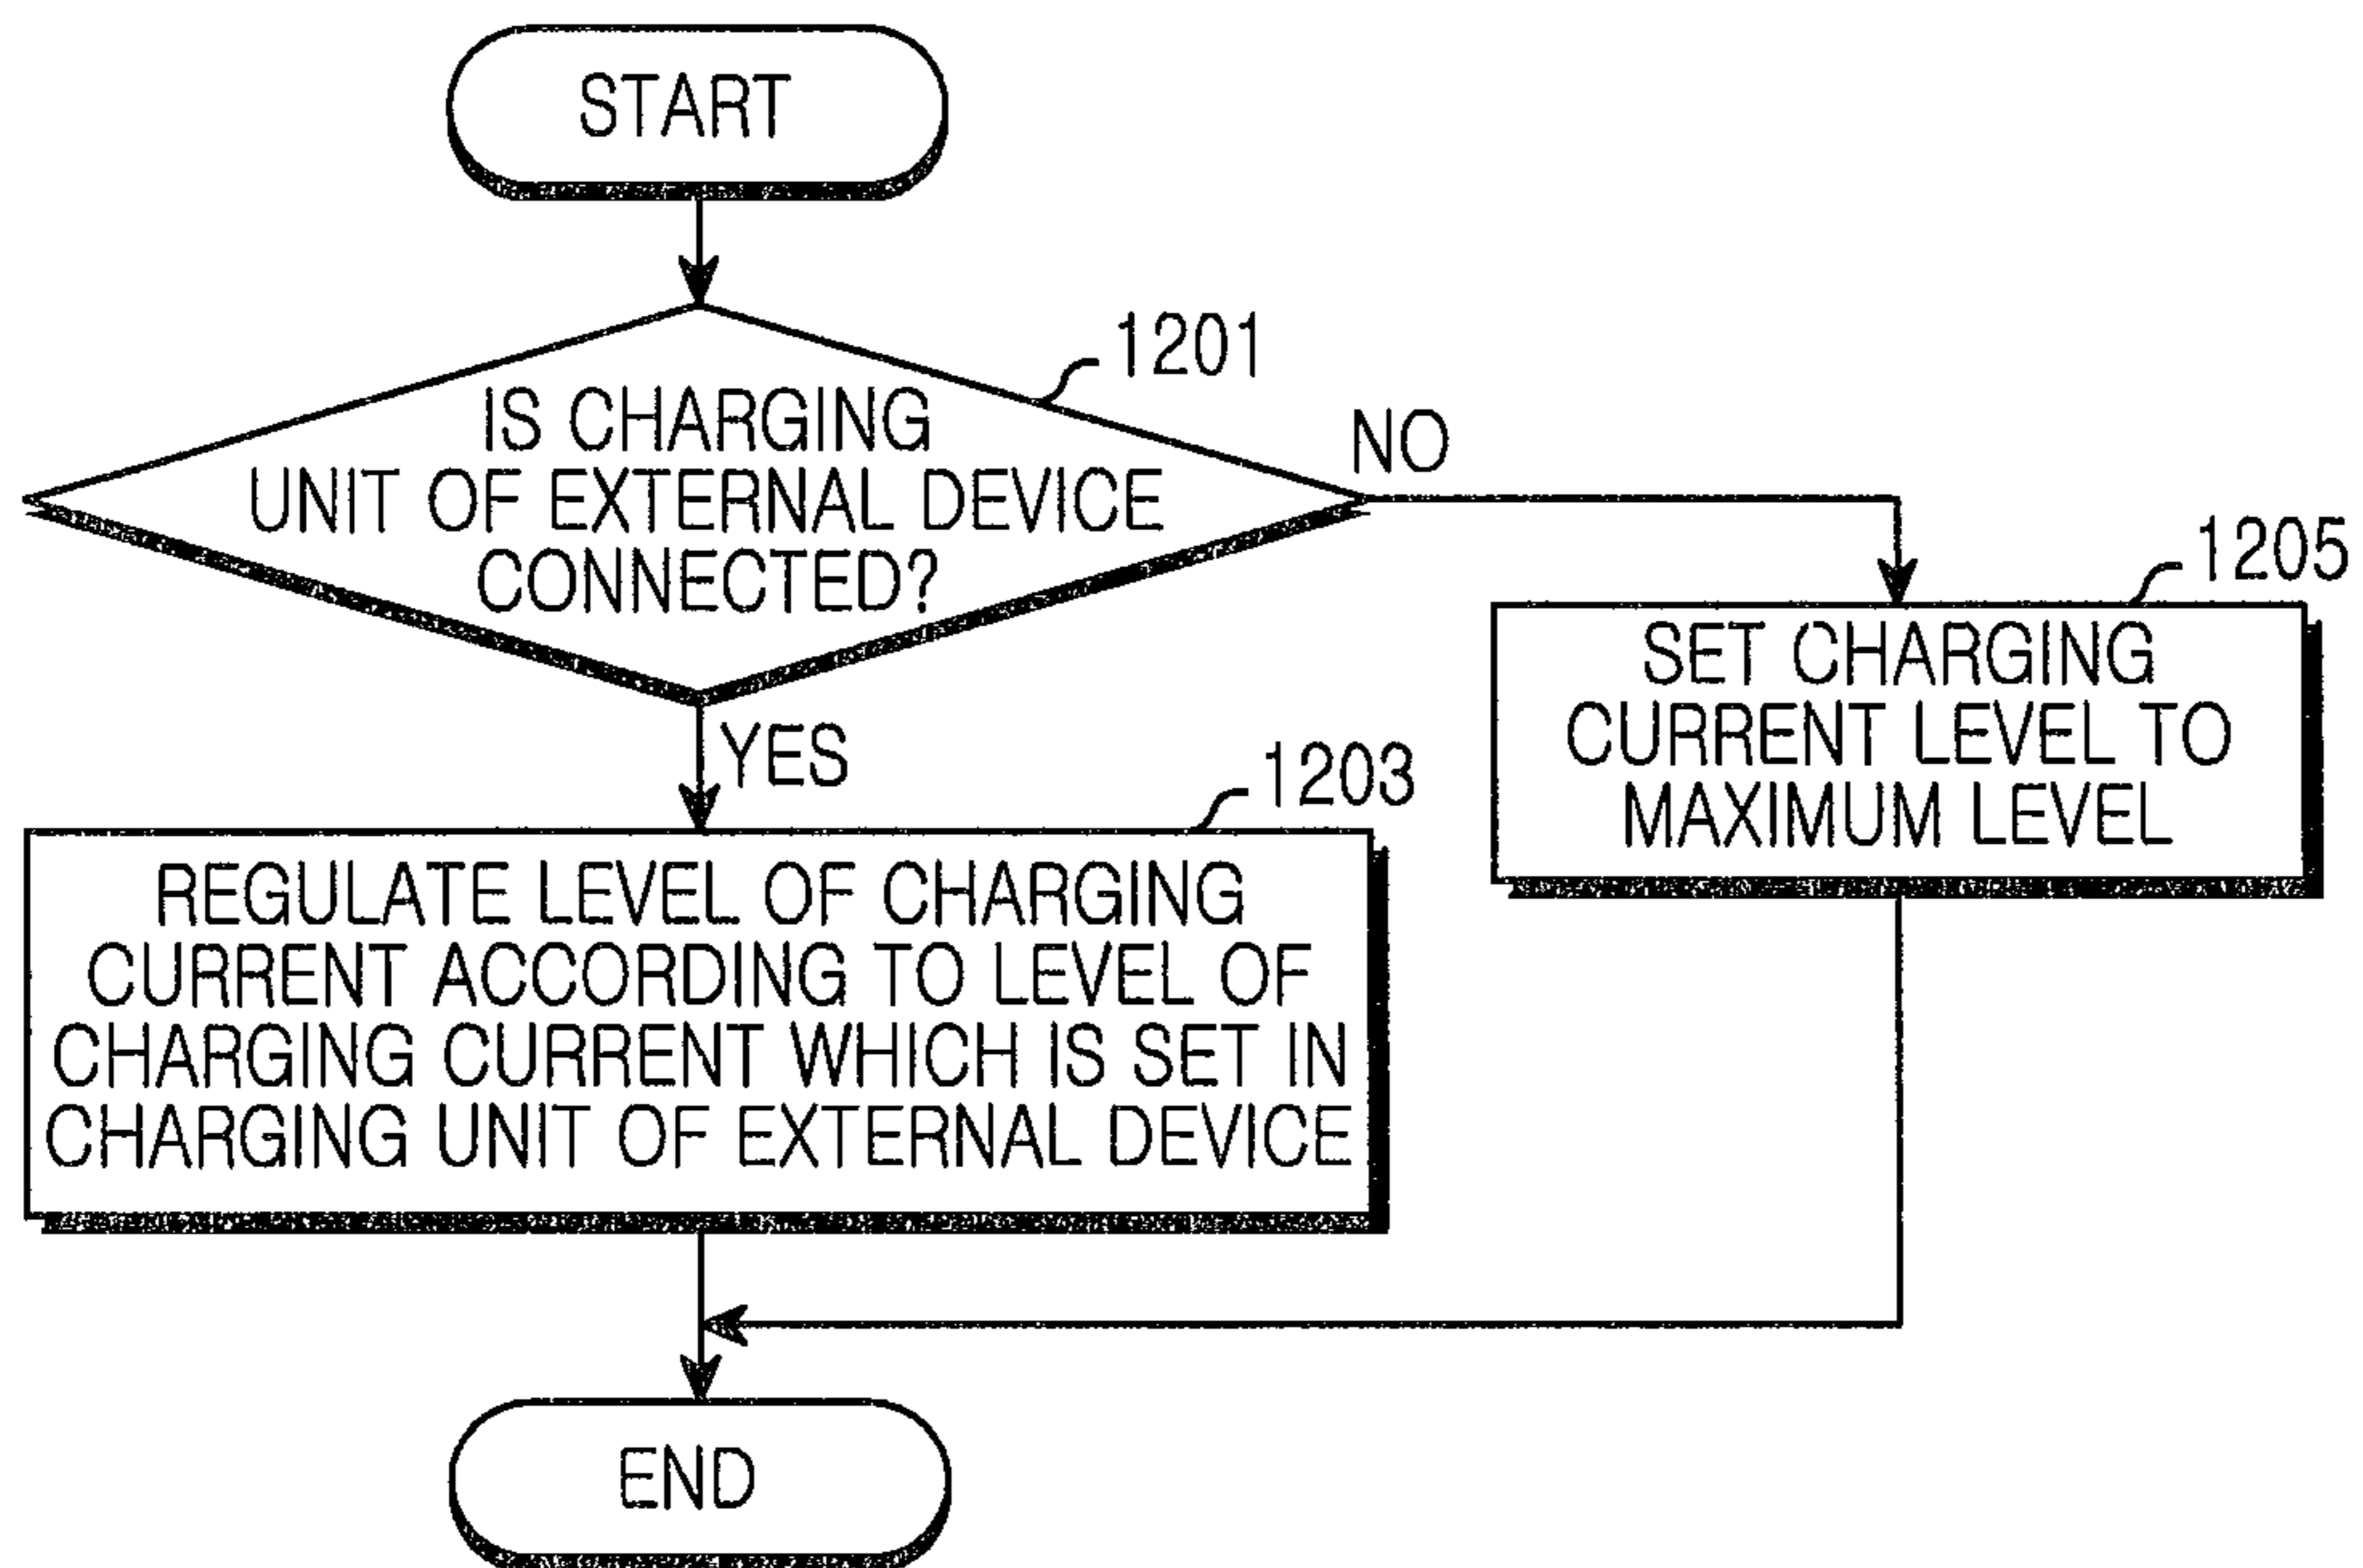 START
1201
IS CHARGING
UNIT OF EXTERNAL DEVICE
CONNECTED?
NO
YES
1205
SET CHARGING
CURRENT LEVEL TO
MAXIMUM LEVEL
1203
REGULATE LEVEL OF CHARGING
CURRENT ACCORDING TO LEVEL OF
CHARGING CURRENT WHICH IS SET IN
CHARGING UNIT OF EXTERNAL DEVICE
END